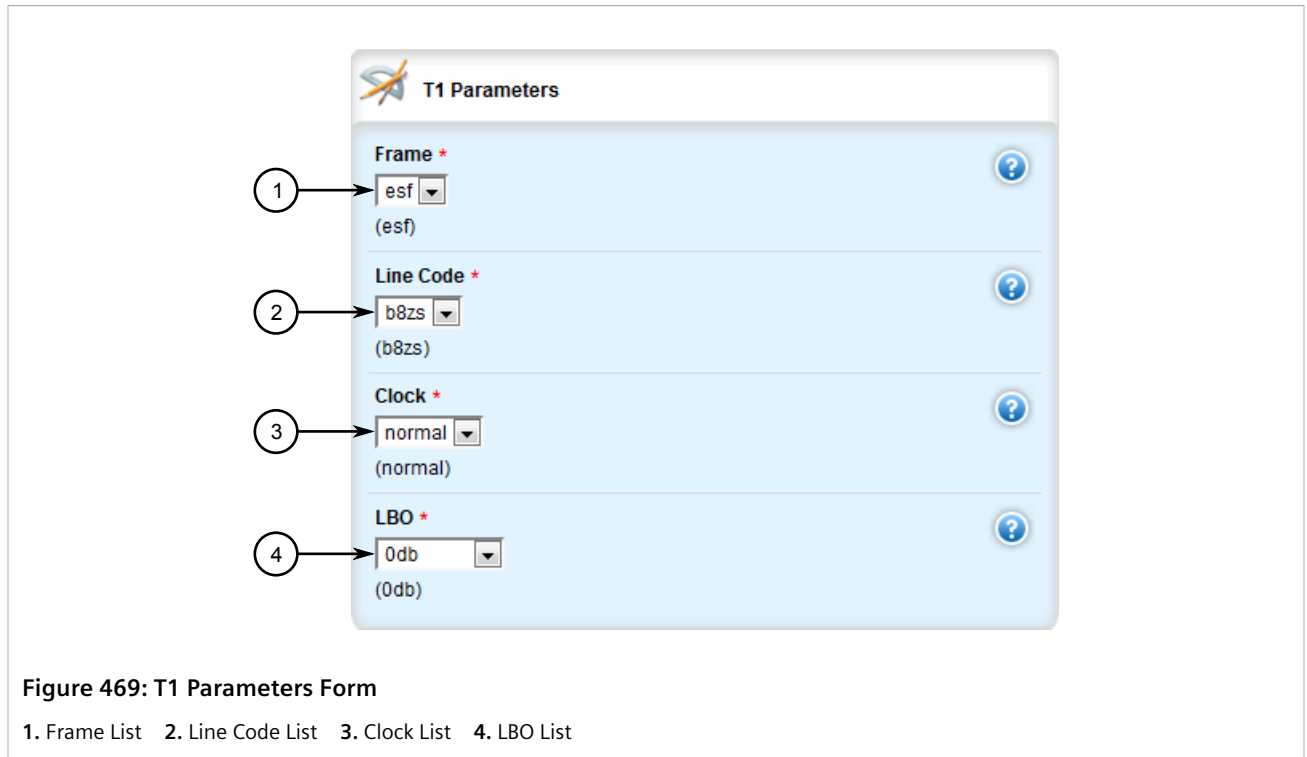 T1 Parameters
Frame *
1
esf
(esf)
Line Code *
2
b8zs
(b8zs)
Clock *
3
normal
(normal)
LBO *
4
0db
(0db)
Figure 469: T1 Parameters Form
1. Frame List 2. Line Code List 3. Clock List 4. LBO List